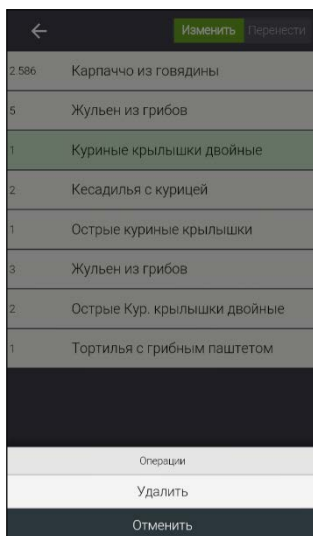 Изменить Перенести
2.586 Карпаччо из говядины
5 Жульен из грибов
1 Куриные крылышки двойные
2 Кесадилья с курицей
1 Острые куриные крылышки
3 Жульен из грибов
2 Острые Кур. крылышки двойные
1 Тортилья с грибным паштетом
Операции
Удалить
Отменить